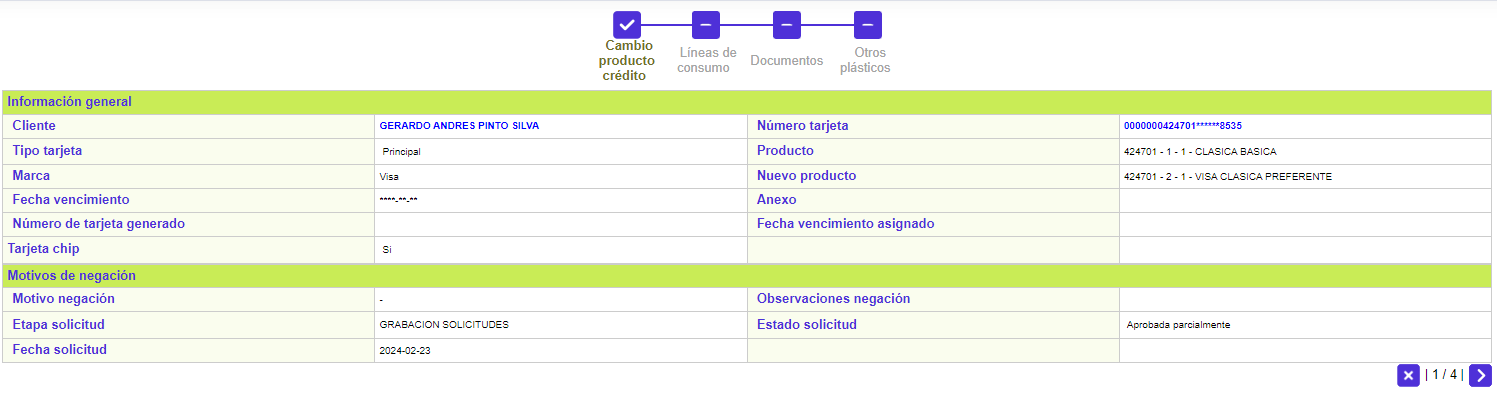 Cambio producto crédito
Líneas de consumo
Documentos
Otros plásticos
Información general
Cliente GERARDO ANDRES PINTO SILVA Número tarjeta 0000000424701******8535
Tipo tarjeta Principal Producto 424701 - 1 - 1 - CLASICA BASICA
Marca Visa Nuevo producto 424701 - 2 - 1 - VISA CLASICA PREFERENTE
Fecha vencimiento ****-**-** Anexo
Número de tarjeta generado Fecha vencimiento asignado
Tarjeta chip Si
Motivos de negación
Motivo negación - Observaciones negación
Etapa solicitud GRABACION SOLICITUDES Estado solicitud Aprobada parcialmente
Fecha solicitud 2024-02-23
| 1 / 4 |